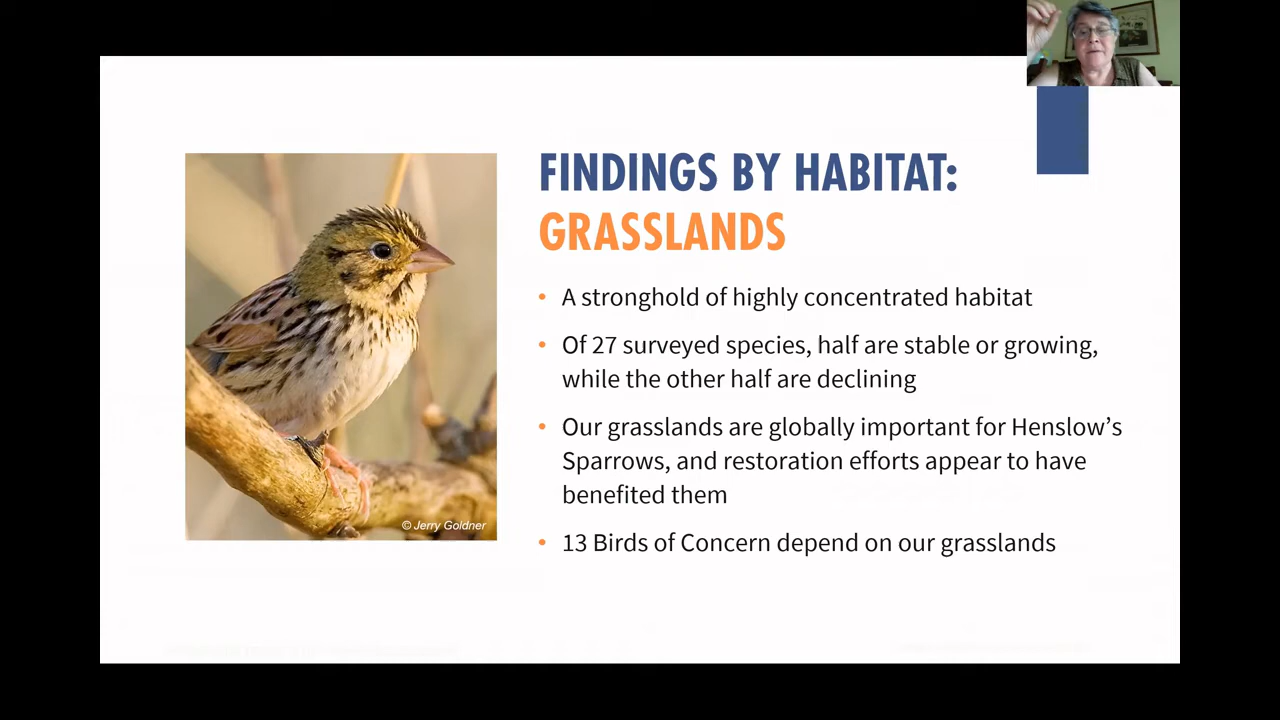 FINDINGS BY HABITAT:
GRASSLANDS
• A stronghold of highly concentrated habitat
• Of 27 surveyed species, half are stable or growing,
while the other half are declining
• Our grasslands are globally important for Henslow’s
Sparrows, and restoration efforts appear to have
benefited them
• 13 Birds of Concern depend on our grasslands
© Jerry Goldner